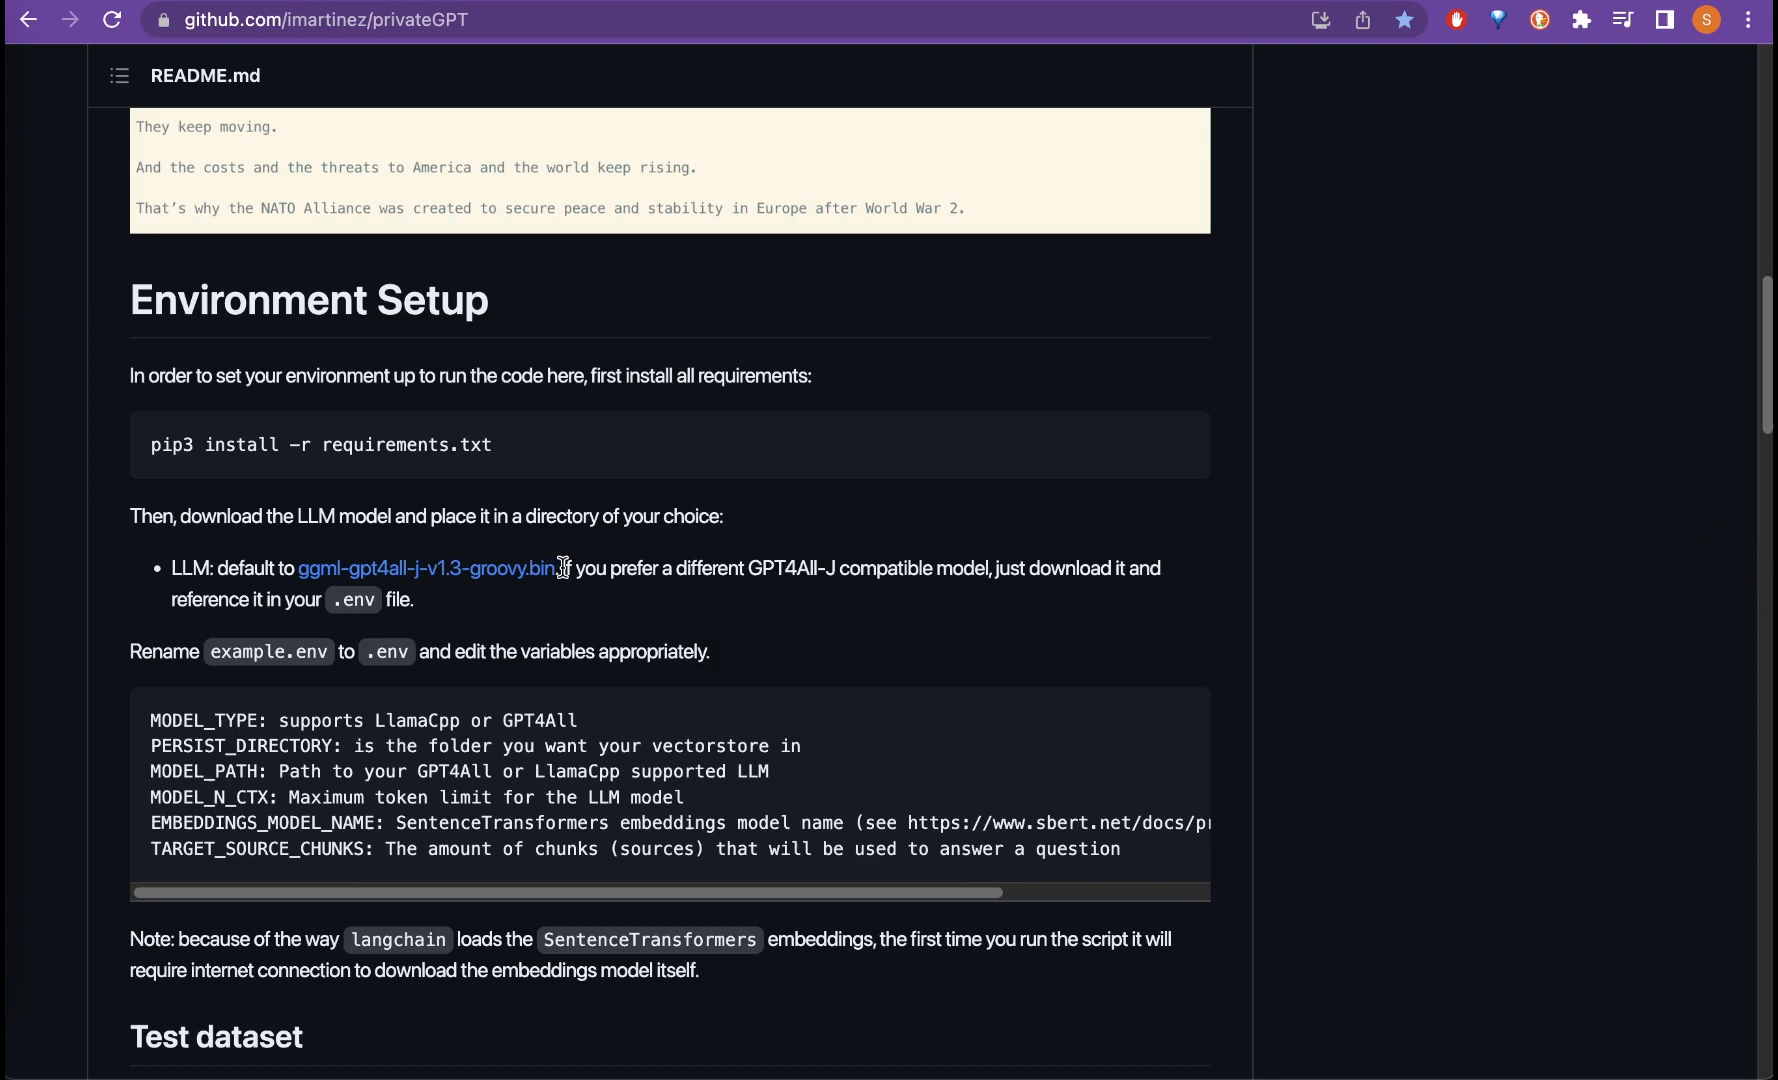 github.com/imartinez/privateGPT
S
README.md
They keep moving.
And the costs and the threats to America and the world keep rising.
That’s why the NATO Alliance was created to secure peace and stability in Europe after World War 2.
Environment Setup
In order to set your environment up to run the code here, first install all requirements:
pip3 install -r requirements.txt
Then, download the LLM model and place it in a directory of your choice:
• LLM: default to ggml-gpt4all-j-v1.3-groovy.bin. If you prefer a different GPT4All-J compatible model, just download it and
reference it in your .env file.
Rename example.env to .env and edit the variables appropriately.
MODEL_TYPE: supports LlamaCpp or GPT4All
PERSIST_DIRECTORY: is the folder you want your vectorstore in
MODEL_PATH: Path to your GPT4All or LlamaCpp supported LLM
MODEL_N_CTX: Maximum token limit for the LLM model
EMBEDDINGS_MODEL_NAME: SentenceTransformers embeddings model name (see https://www.sbert.net/docs/pr
TARGET_SOURCE_CHUNKS: The amount of chunks (sources) that will be used to answer a question
Note: because of the way langchain loads the SentenceTransformers embeddings, the first time you run the script it will
require internet connection to download the embeddings model itself.
Test dataset